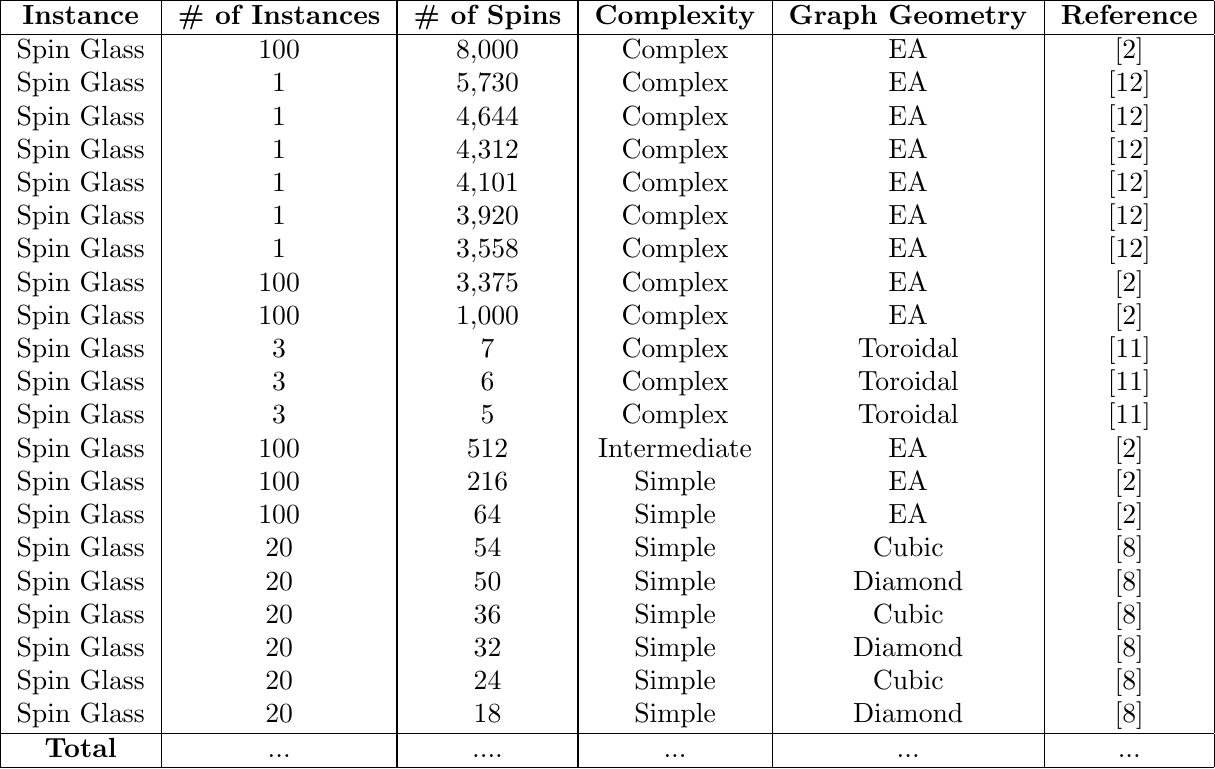 Instance # of Instances # of Spins Complexity Graph Geometry Reference
Spin Glass 100 8,000 Complex EA [2]
Spin Glass 1 5,730 Complex EA [12]
Spin Glass 1 4,644 Complex EA [12]
Spin Glass 1 4,312 Complex EA [12]
Spin Glass 1 4,101 Complex EA [12]
Spin Glass 1 3,920 Complex EA [12]
Spin Glass 1 3,558 Complex EA [12]
Spin Glass 100 3,375 Complex EA [2]
Spin Glass 100 1,000 Complex EA [2]
Spin Glass 3 7 Complex Toroidal [11]
Spin Glass 3 6 Complex Toroidal [11]
Spin Glass 3 5 Complex Toroidal [11]
Spin Glass 100 512 Intermediate EA [2]
Spin Glass 100 216 Simple EA [2]
Spin Glass 100 64 Simple EA [2]
Spin Glass 20 54 Simple Cubic [8]
Spin Glass 20 50 Simple Diamond [8]
Spin Glass 20 36 Simple Cubic [8]
Spin Glass 20 32 Simple Diamond [8]
Spin Glass 20 24 Simple Cubic [8]
Spin Glass 20 18 Simple Diamond [8]
Total ... .... ... ... ...